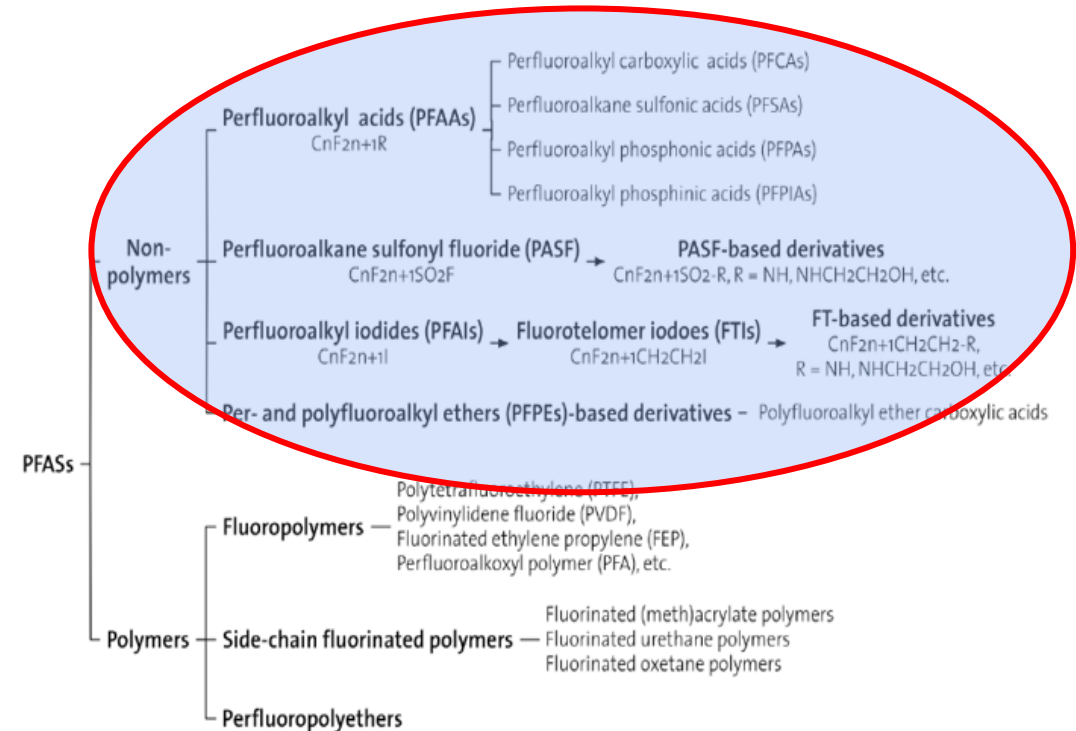 Perfluoroalkyl carboxylic acids (PFCAs)
Perfluoroalkyl acids (PFAAs)
CnF2n+1R
Perfluoroalkane sulfonic acids (PFSAs)
Perfluoroalkyl phosphonic acids (PFPAs)
Perfluoroalkyl phosphinic acids (PFPIAs)
Non-
polymers
Perfluoroalkane sulfonyl fluoride (PASF)
CnF2n+1SO2F
PASF-based derivatives
CnF2n+1SO2-R, R = NH, NHCH2CH2OH, etc.
Perfluoroalkyl iodides (PFAIs)
CnF2n+1I
Fluorotelomer iodoes (FTIs)
CnF2n+1CH2CH2I
FT-based derivatives
CnF2n+1CH2CH2-R,
R = NH, NHCH2CH2OH, etc.
Per- and polyfluoroalkyl ethers (PFPEs)-based derivatives – Polyfluoroalkyl ether carboxylic acids
PFASs
Fluoropolymers
Polytetrafluoroethylene (PTFE),
Polyvinylidene fluoride (PVDF),
Fluorinated ethylene propylene (FEP),
Perfluoroalkoxyl polymer (PFA), etc.
Polymers
Side-chain fluorinated polymers
Fluorinated (meth)acrylate polymers
Fluorinated urethane polymers
Fluorinated oxetane polymers
Perfluoropolyethers